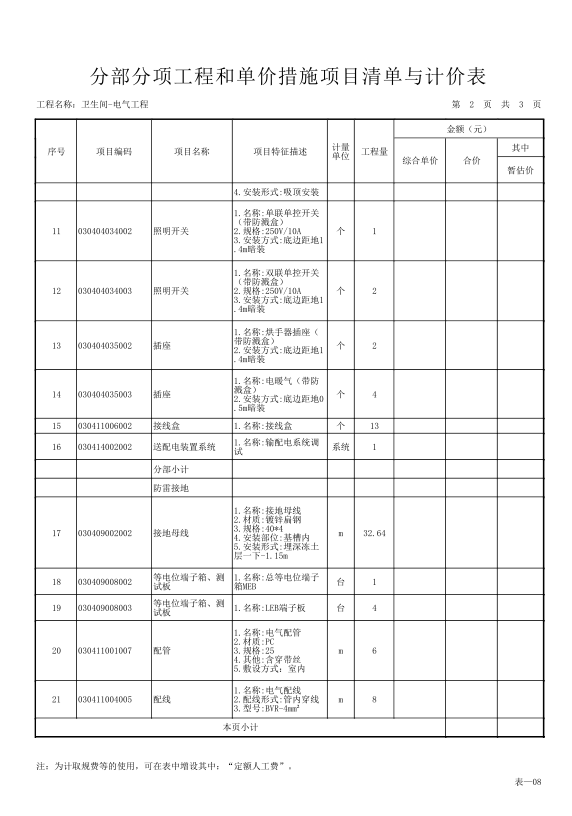 分部分项工程和单价措施项目清单与计价表
工程名称: 卫生间-电气工程
第 2 页 共 3 页
序号
项目编码
项目名称
项目特征描述
计量
单位
工程量
金额（元）
综合单价
合价
其中
暂估价
4.安装形式:吸顶安装
11
030404034002
照明开关
1.名称:单联单控开关
（带防溅盒）
2.规格:250V/10A
3.安装方式:底边距地1
.4m暗装
个
1
12
030404034003
照明开关
1.名称:双联单控开关
（带防溅盒）
2.规格:250V/10A
3.安装方式:底边距地1
.4m暗装
个
2
13
030404035002
插座
1.名称:烘手器插座（
带防溅盒）
2.安装方式:底边距地1
.4m暗装
个
2
14
030404035003
插座
1.名称:电暖气（带防
溅盒）
2.安装方式:底边距地0
.5m暗装
个
4
15
030411006002
接线盒
1.名称:接线盒
个
13
16
030414002002
送配电装置系统
1.名称:输配电系统调
试
系统
1
分部小计
防雷接地
17
030409002002
接地母线
1.名称:接地母线
2.材质:镀锌扁钢
3.规格:40*4
4.安装部位:基槽内
5.安装形式:埋深冻土
层一下-1.15m
m
32.64
18
030409008002
等电位端子箱、测
试板
1.名称:总等电位端子
箱MEB
台
1
19
030409008003
等电位端子箱、测
试板
1.名称:LEB端子板
台
4
20
030411001007
配管
1.名称:电气配管
2.材质:PC
3.规格:25
4.其他:含穿带丝
5.敷设方式: 室内
m
6
21
030411004005
配线
1.名称:电气配线
2.配线形式:管内穿线
3.型号:BVR-4mm²
m
8
本页小计
注: 为计取规费等的使用, 可在表中增设其中: “定额人工费”。
表—08